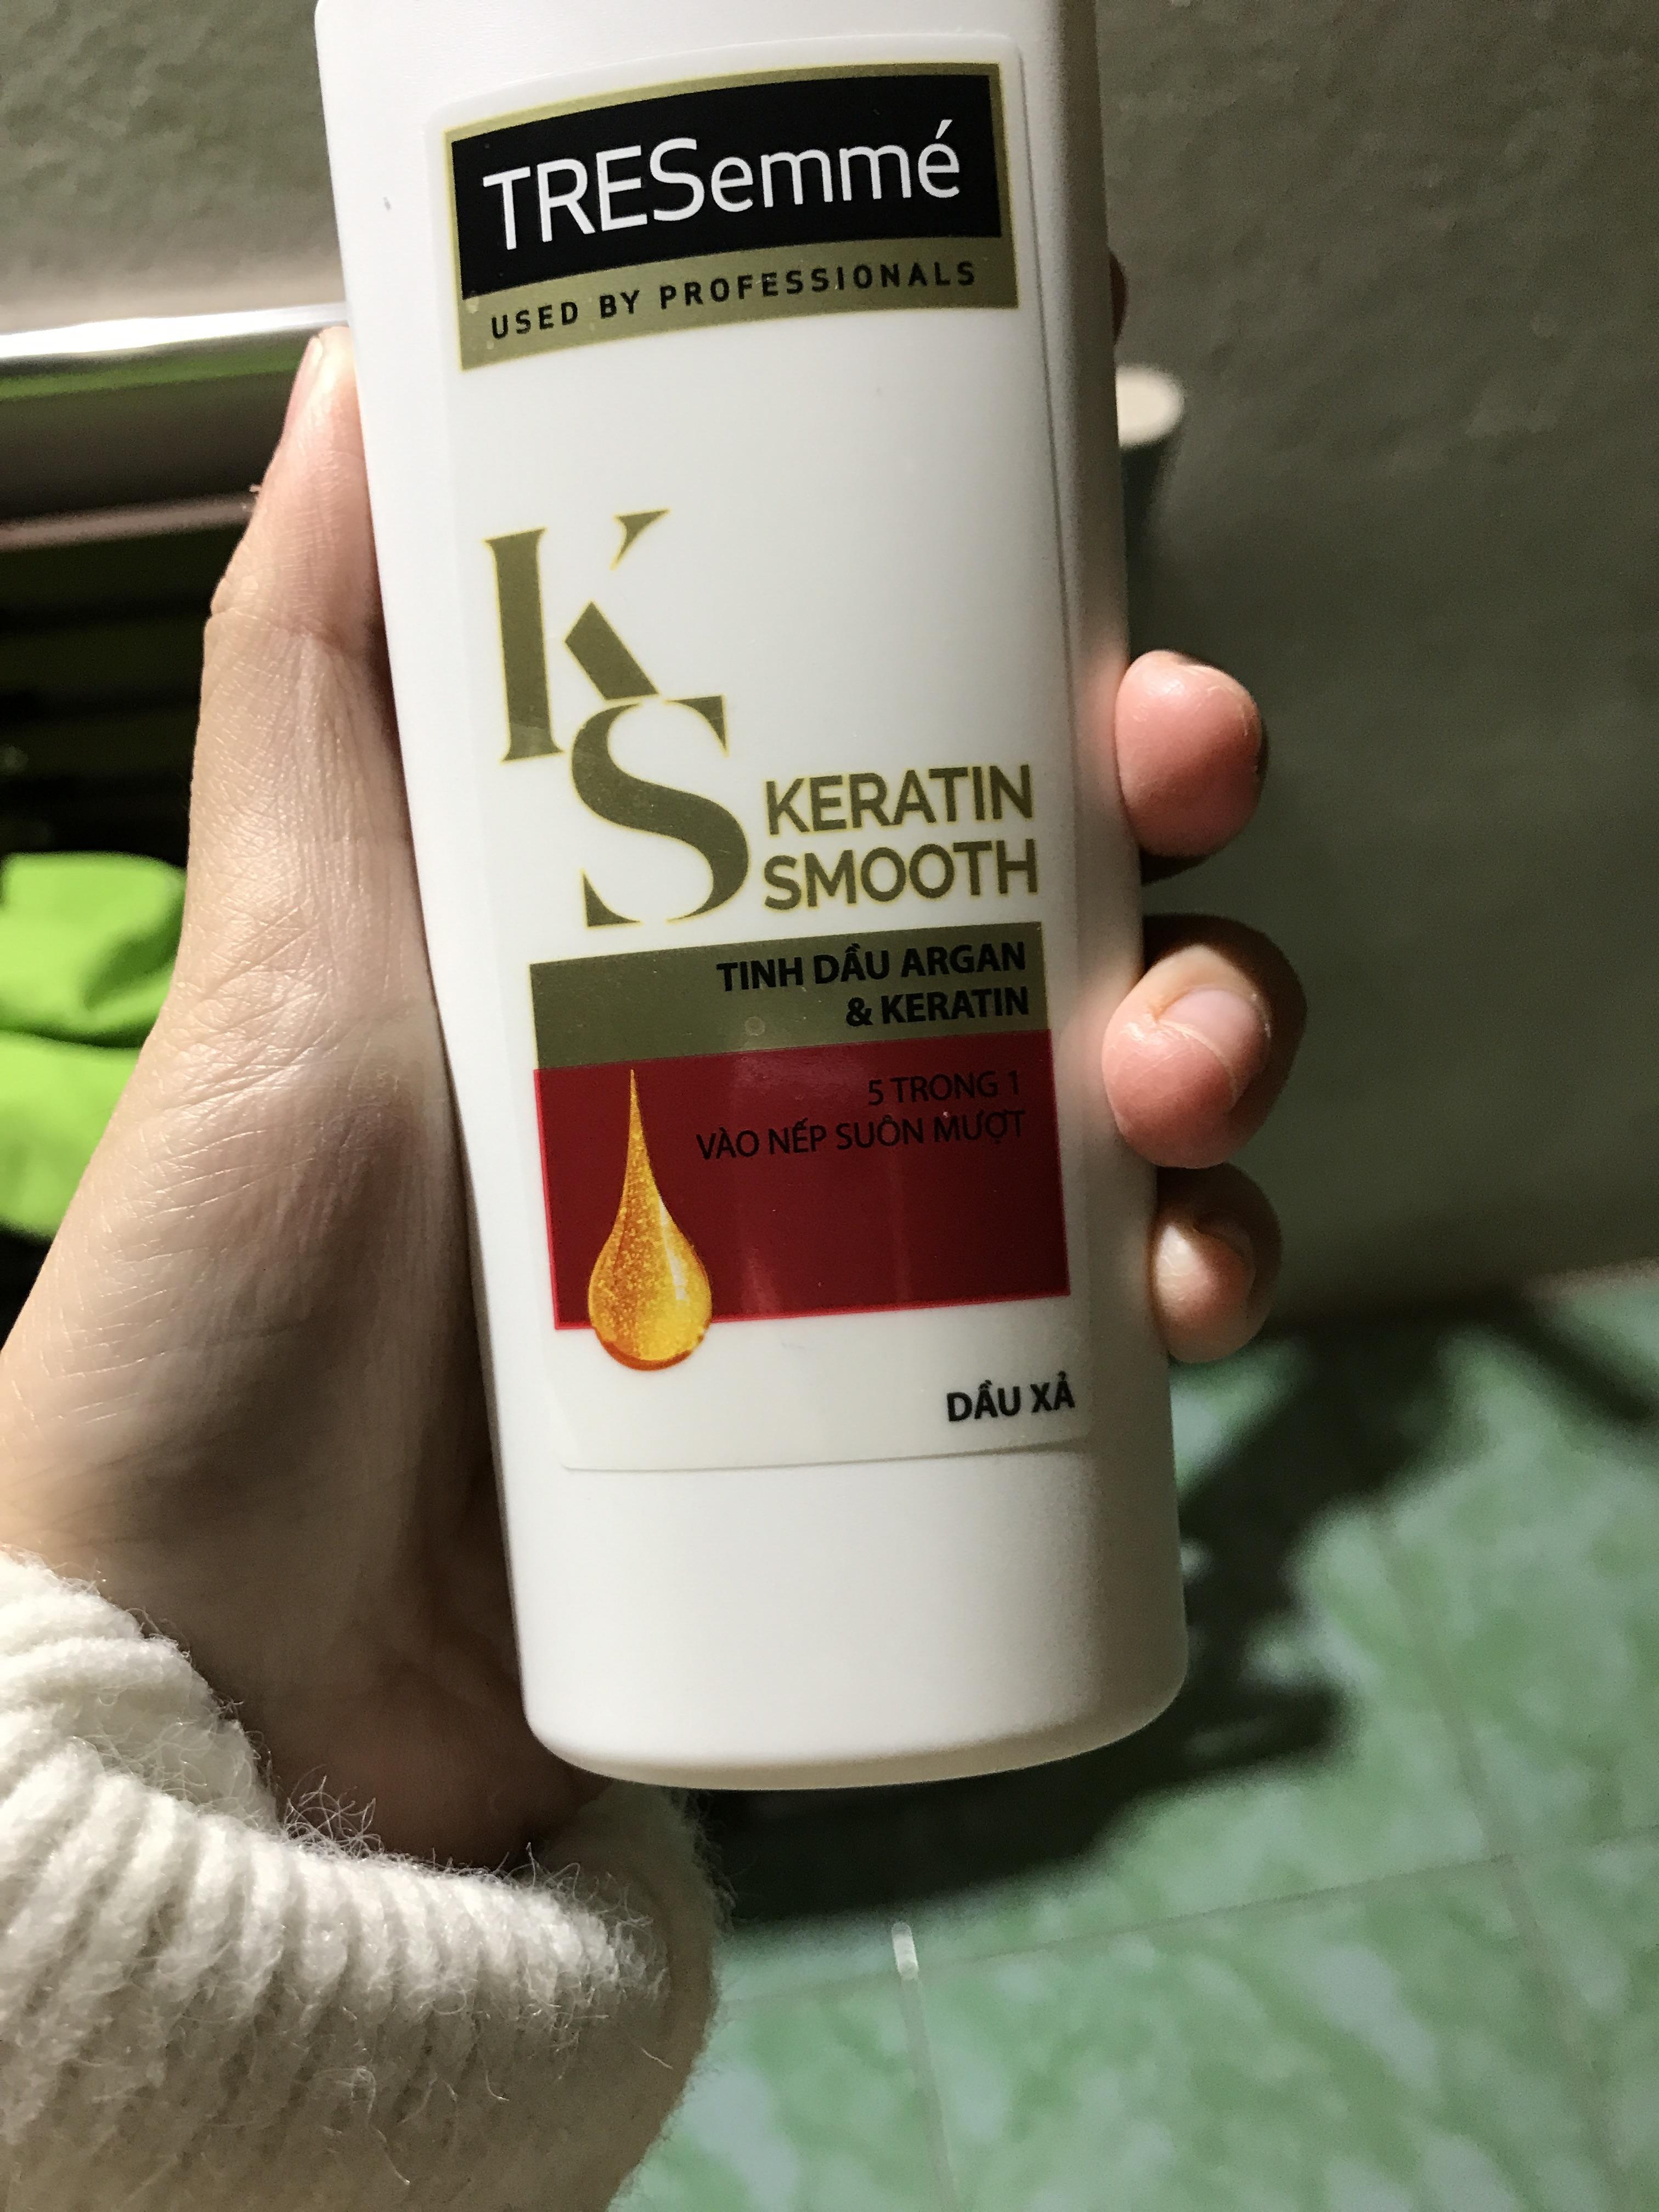 TRESemmé
USED BY PROFESSIONALS
KS
KERATIN
SMOOTH
TINH DẦU ARGAN
& KERATIN
5 TRONG 1
VÀO NẾP SUÔN MƯỢT
DẦU XẢ